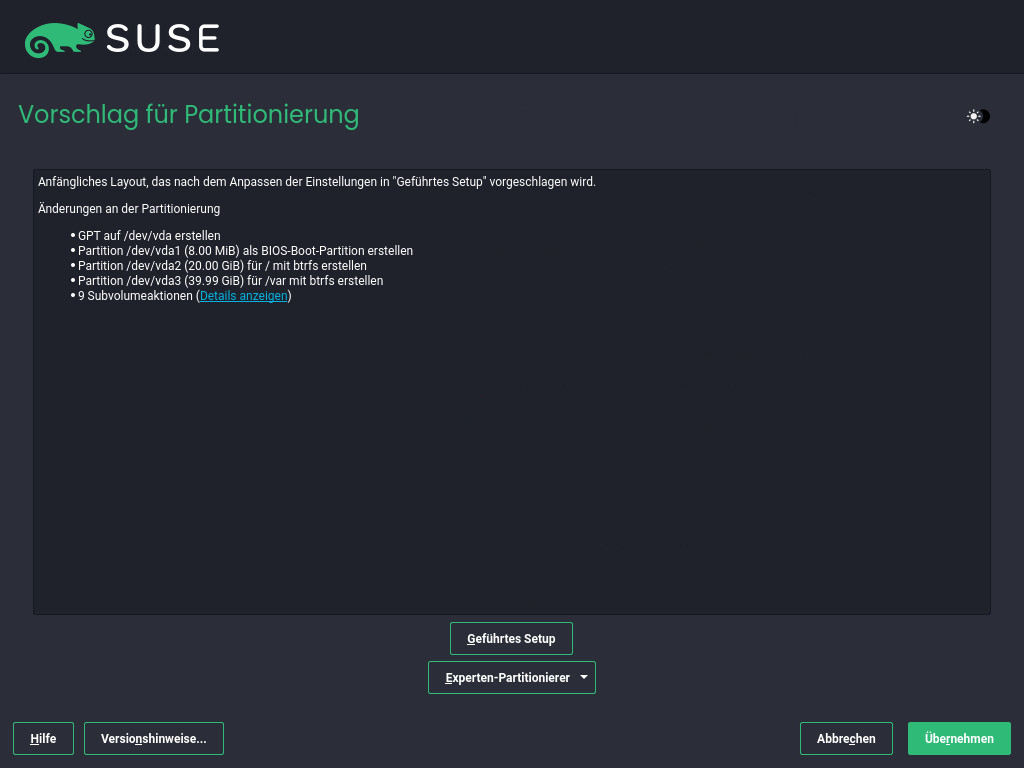 SUSE
Vorschlag für Partitionierung
Anfängliches Layout, das nach dem Anpassen der Einstellungen in "Geführtes Setup" vorgeschlagen wird.
Änderungen an der Partitionierung
• GPT auf /dev/vda erstellen
• Partition /dev/vda1 (8.00 MiB) als BIOS-Boot-Partition erstellen
• Partition /dev/vda2 (20.00 GiB) für / mit btrfs erstellen
• Partition /dev/vda3 (39.99 GiB) für /var mit btrfs erstellen
• 9 Subvolumeaktionen (Details anzeigen)
Geführtes Setup
Experten-Partitionierer
Hilfe Versionshinweise... Abbrechen Übernehmen